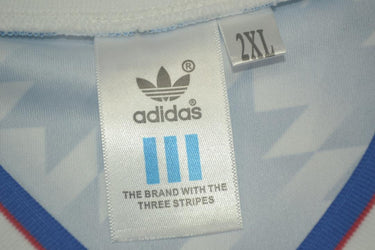 ®
adidas
THE BRAND WITH THE
THREE STRIPES
2XL